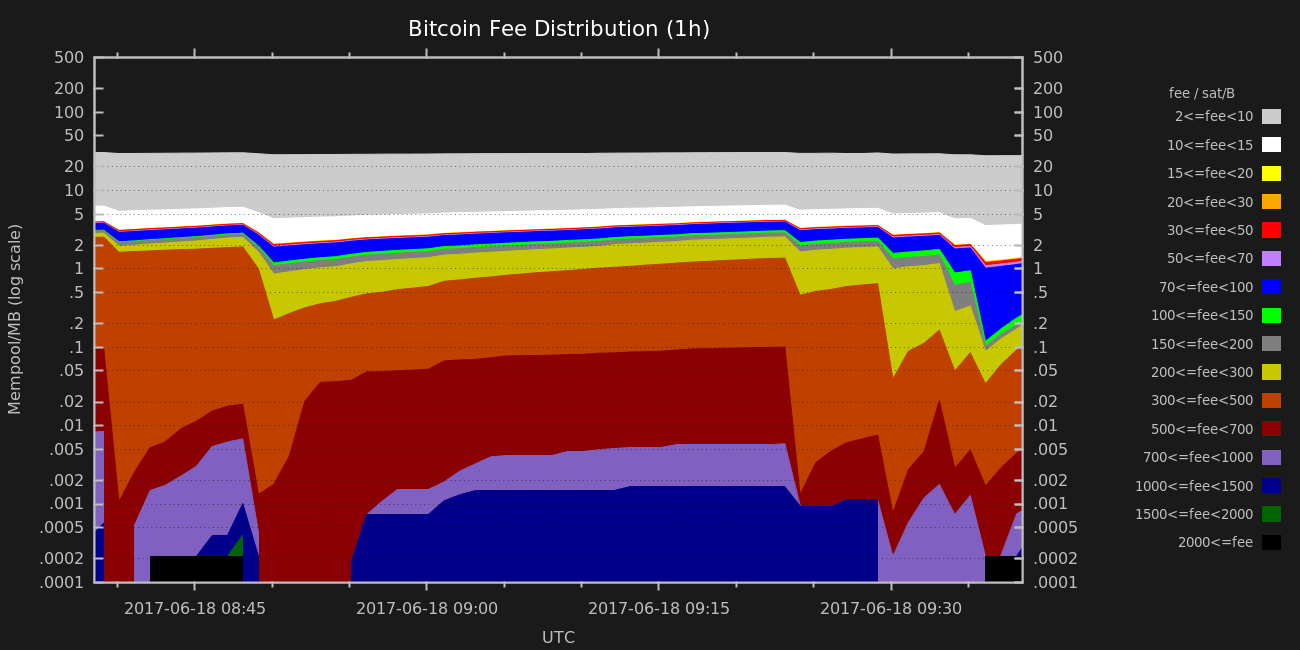 Bitcoin Fee Distribution (1h)
500 500
200 200
100 100
50 50
20 20
10 10
5 5
2 2
1 1
.5 .5
.2 .2
.1 .1
.05 .05
.02 .02
.01 .01
.005 .005
.002 .002
.001 .001
.0005 .0005
.0002 .0002
.0001 .0001
Mempool/MB (log scale)
2017-06-18 08:45 2017-06-18 09:00 2017-06-18 09:15 2017-06-18 09:30
UTC
fee / sat/B
2<=fee<10
10<=fee<15
15<=fee<20
20<=fee<30
30<=fee<50
50<=fee<70
70<=fee<100
100<=fee<150
150<=fee<200
200<=fee<300
300<=fee<500
500<=fee<700
700<=fee<1000
1000<=fee<1500
1500<=fee<2000
2000<=fee